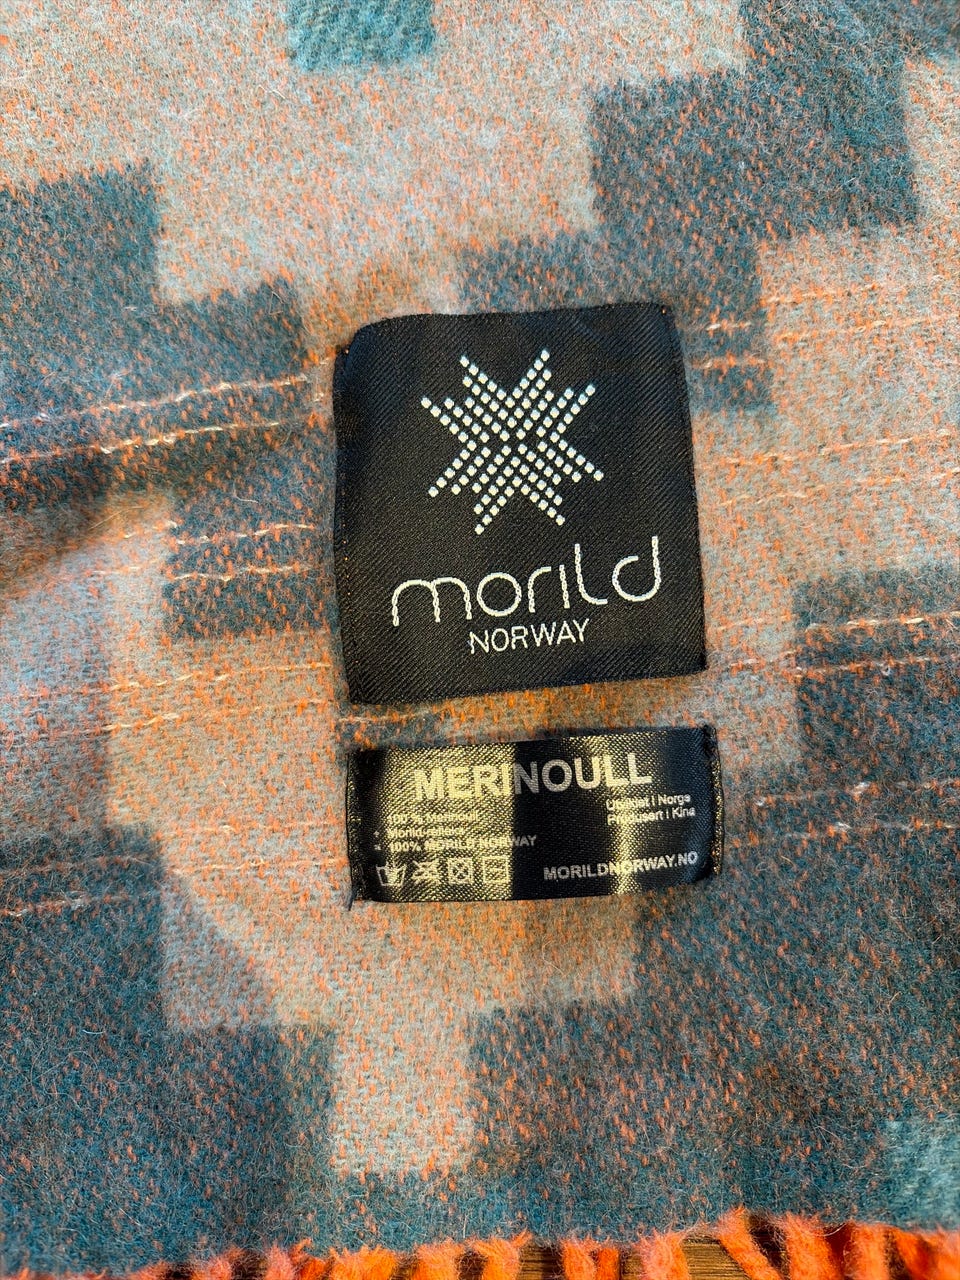 morild
NORWAY
MERINOULL
Utviklet i Norge
Produsert i Kina
100% Merinoull
+ Morild-refleks
= 100% MORILD NORWAY
MORILDNORWAY.NO